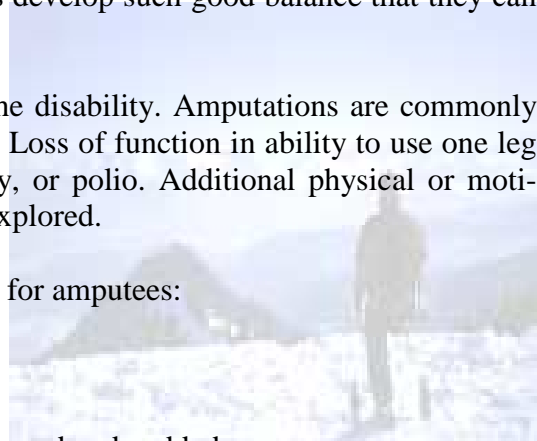 develop such good balance that they can
he disability. Amputations are commonly
Loss of function in ability to use one leg
y, or polio. Additional physical or moti-
xplored.
for amputees: